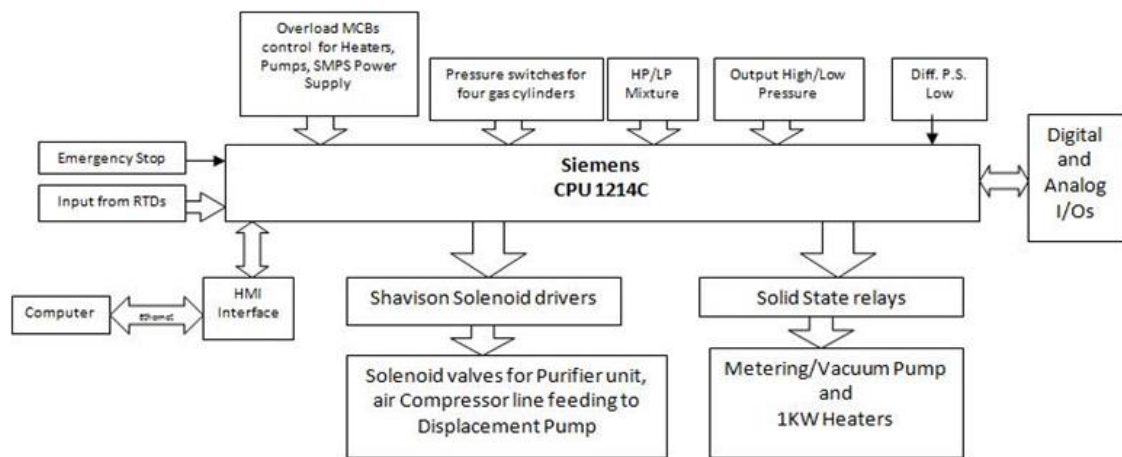 Overload MCBs
control for Heaters,
Pumps, SMPS Power
Supply
Pressure switches for
four gas cylinders
HP/LP
Mixture
Output High/Low
Pressure
Diff. P.S.
Low
Digital
and
Analog
I/Os
Emergency Stop
Input from RTDs
Siemens
CPU 1214C
Computer
Ethernet
HMI
Interface
Shavison Solenoid drivers
Solid State relays
Solenoid valves for Purifier unit,
air Compressor line feeding to
Displacement Pump
Metering/Vacuum Pump
and
1KW Heaters